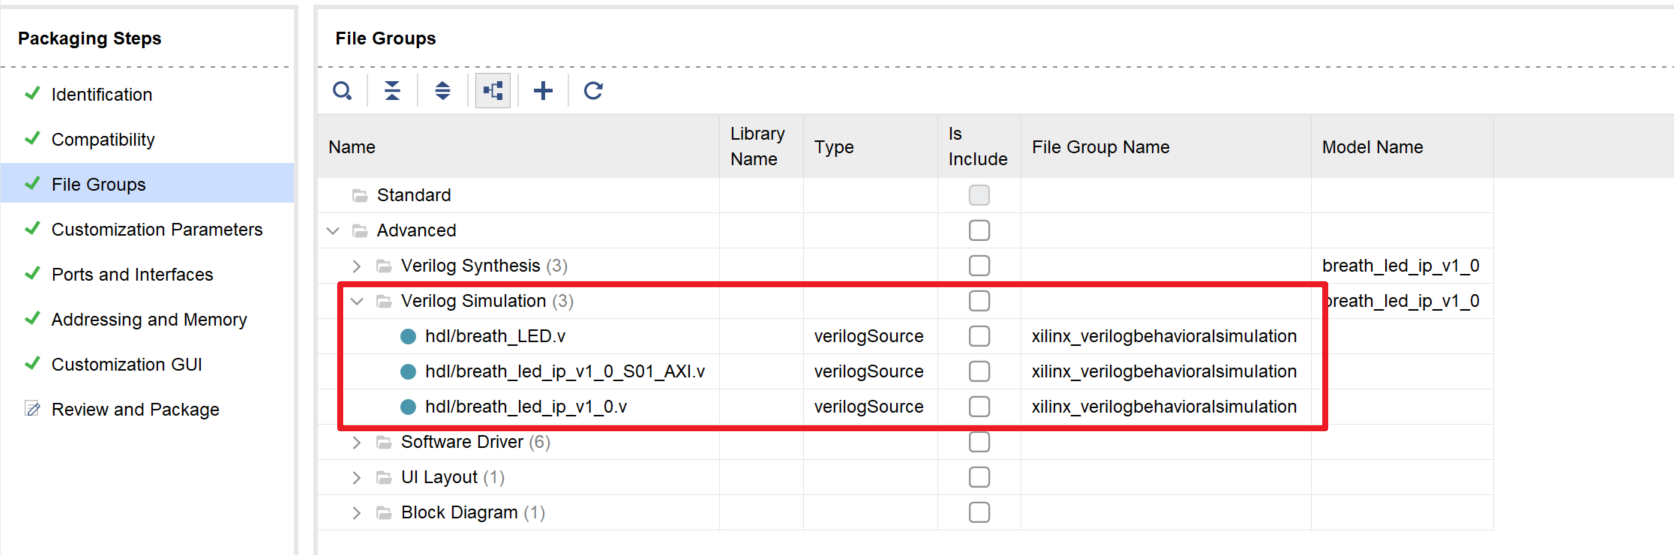 Packaging Steps
Identification
Compatibility
File Groups
Customization Parameters
Ports and Interfaces
Addressing and Memory
Customization GUI
Review and Package
File Groups
Name Library Name Type Is Include File Group Name Model Name
Standard
Advanced
Verilog Synthesis (3) breath_led_ip_v1_0
Verilog Simulation (3) breath_led_ip_v1_0
hdl/breath_LED.v verilogSource xilinx_verilogbehavioralsimulation
hdl/breath_led_ip_v1_0_S01_AXI.v verilogSource xilinx_verilogbehavioralsimulation
hdl/breath_led_ip_v1_0.v verilogSource xilinx_verilogbehavioralsimulation
Software Driver (6)
UI Layout (1)
Block Diagram (1)